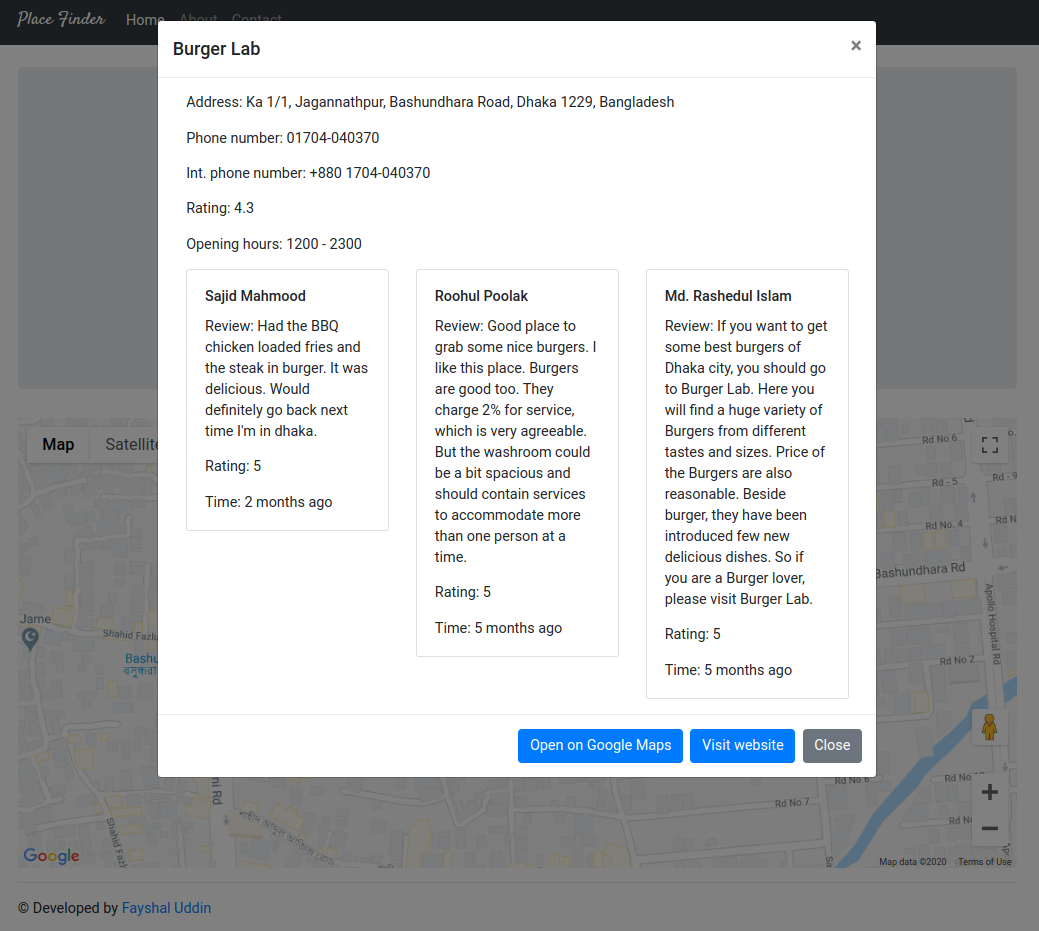 Place Finder Home About Contact
Burger Lab
×
Address: Ka 1/1, Jagannathpur, Bashundhara Road, Dhaka 1229, Bangladesh
Phone number: 01704-040370
Int. phone number: +880 1704-040370
Rating: 4.3
Opening hours: 1200 - 2300
Sajid Mahmood
Review: Had the BBQ
chicken loaded fries and
the steak in burger. It was
delicious. Would
definitely go back next
time I'm in dhaka.
Rating: 5
Time: 2 months ago
Roohul Poolak
Review: Good place to
grab some nice burgers. I
like this place. Burgers
are good too. They
charge 2% for service,
which is very agreeable.
But the washroom could
be a bit spacious and
should contain services
to accommodate more
than one person at a
time.
Rating: 5
Time: 5 months ago
Md. Rashedul Islam
Review: If you want to get
some best burgers of
Dhaka city, you should go
to Burger Lab. Here you
will find a huge variety of
Burgers from different
tastes and sizes. Price of
the Burgers are also
reasonable. Beside
burger, they have been
introduced few new
delicious dishes. So if
you are a Burger lover,
please visit Burger Lab.
Rating: 5
Time: 5 months ago
Open on Google Maps
Visit website
Close
Map
Satellite
Rd No 6
Rd - 5
Rd - 9
Rd No. 4
Rd N
Bashundhara Rd
Apollo Hospital Rd
Rd No 2
Jame
Shahid Fazlu
Bashu
বসুন্ধরা
ni Rd
Shahid Fazl
Rd No 6
Rd No 7
Rd No
Rd No
Google
Map data ©2020
Terms of Use
© Developed by Fayshal Uddin